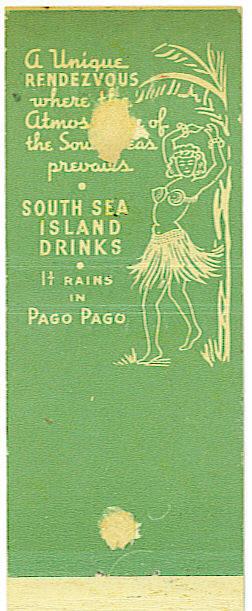 A Unique
RENDEZVOUS
where
of
the
prevails
•
SOUTH SEA
ISLAND
DRINKS
•
It RAINS
IN
PAGO PAGO